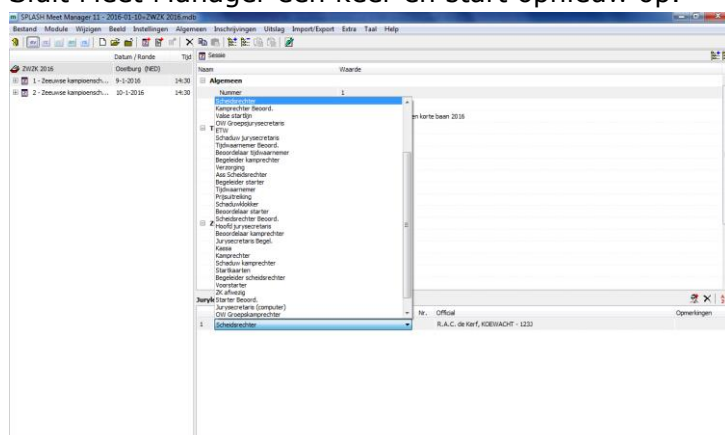 Sluit Meet Manager een keer en start opnieuw op.
SPLASH Meet Manager 11 - 2016-01-10+ZWZK 2016.mdb
Bestand Module Wijzigen Beeld Instellingen Algemeen Inschrijvingen Uitslag Import/Export Extra Taal Help
Datum / Ronde Tijd
ZWZK 2016 Oostburg (NED)
1 - Zeeuwse kampioensch... 9-1-2016 14:30
2 - Zeeuwse kampioensch... 10-1-2016 14:30
Sessie
Naam Waarde
Algemeen
Nummer 1
en korte baan 2016
Scheidsrechter
Kamprechter Beoord.
Valse startlijn
OW Groepsjurysecretaris
ETW
Schaduw jurysecretaris
Tijdwaarnemer Beoord.
Beoordelaar tijdwaarnemer
Begeleider kamprechter
Verzorging
Ass Scheidsrechter
Begeleider starter
Tijdwaarnemer
Prijsuitreiking
Schaduwklokker
Beoordelaar starter
Scheidsrechter Beoord.
Hoofd jurysecretaris
Beoordelaar kamprechter
Jurysecretaris Begel.
Kassa
Kamprechter
Schaduw kamprechter
Startkaarten
Begeleider scheidsrechter
Voorstarter
ZK afwezig
Starter Beoord.
Jurysecretaris (computer)
OW Groepskamprechter
Nr. Official Opmerkingen
1 Scheidsrechter R.A.C. de Kerf, KOEWACHT - 1233